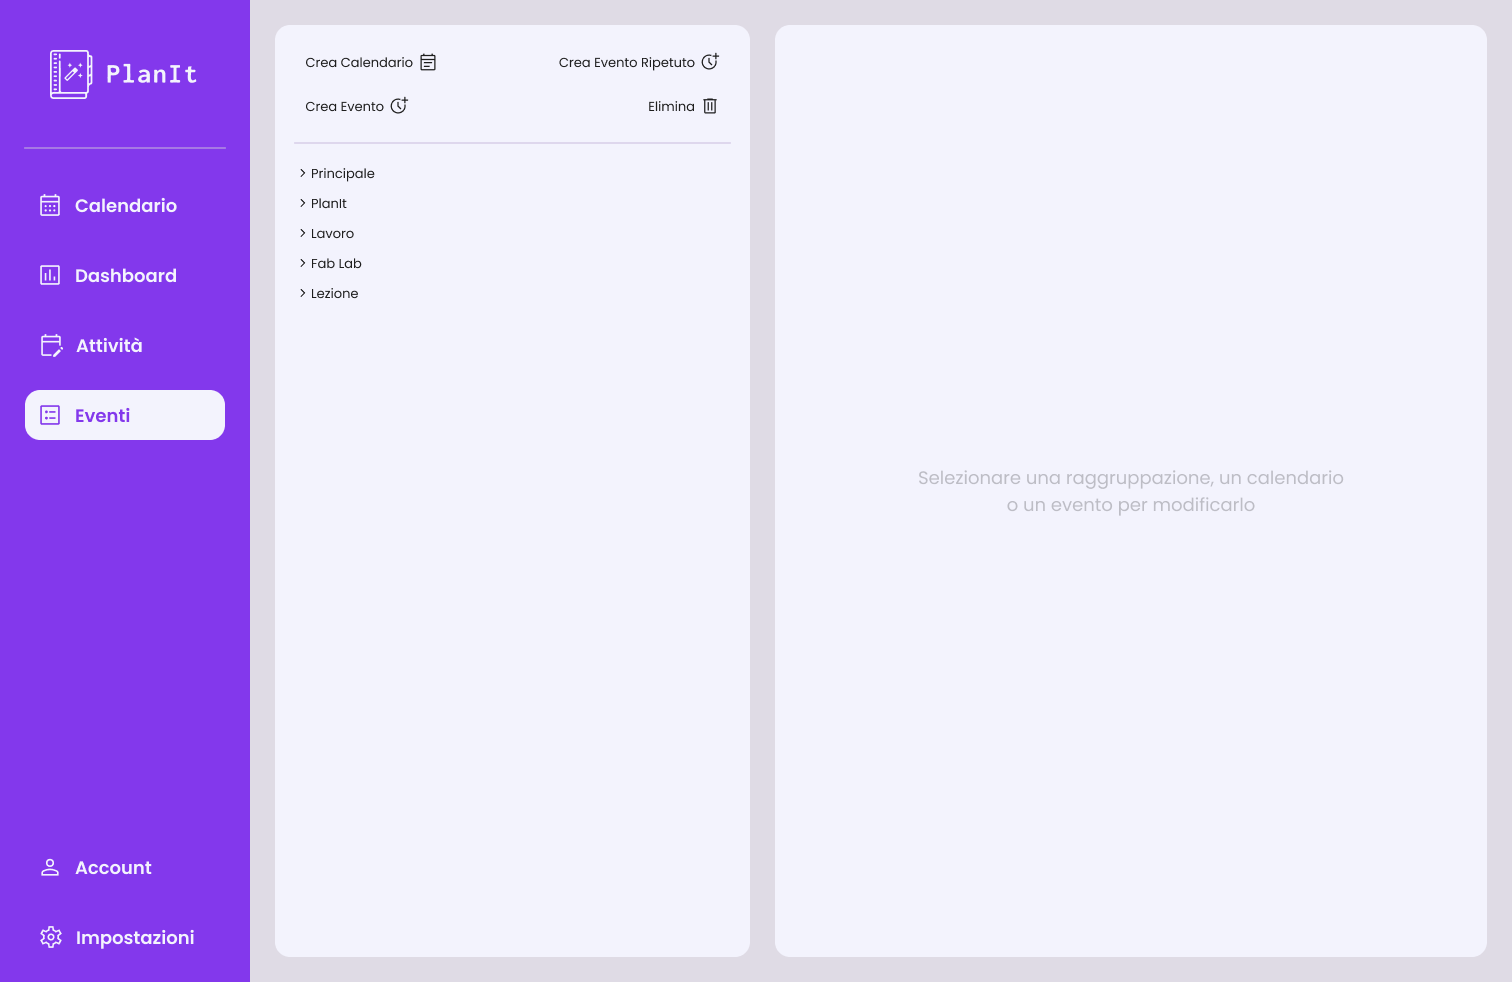 PlanIt
Calendario
Dashboard
Attività
Eventi
Account
Impostazioni
Crea Calendario
Crea Evento Ripetuto
Crea Evento
Elimina
Principale
PlanIt
Lavoro
Fab Lab
Lezione
Selezionare una raggruppazione, un calendario
o un evento per modificarlo